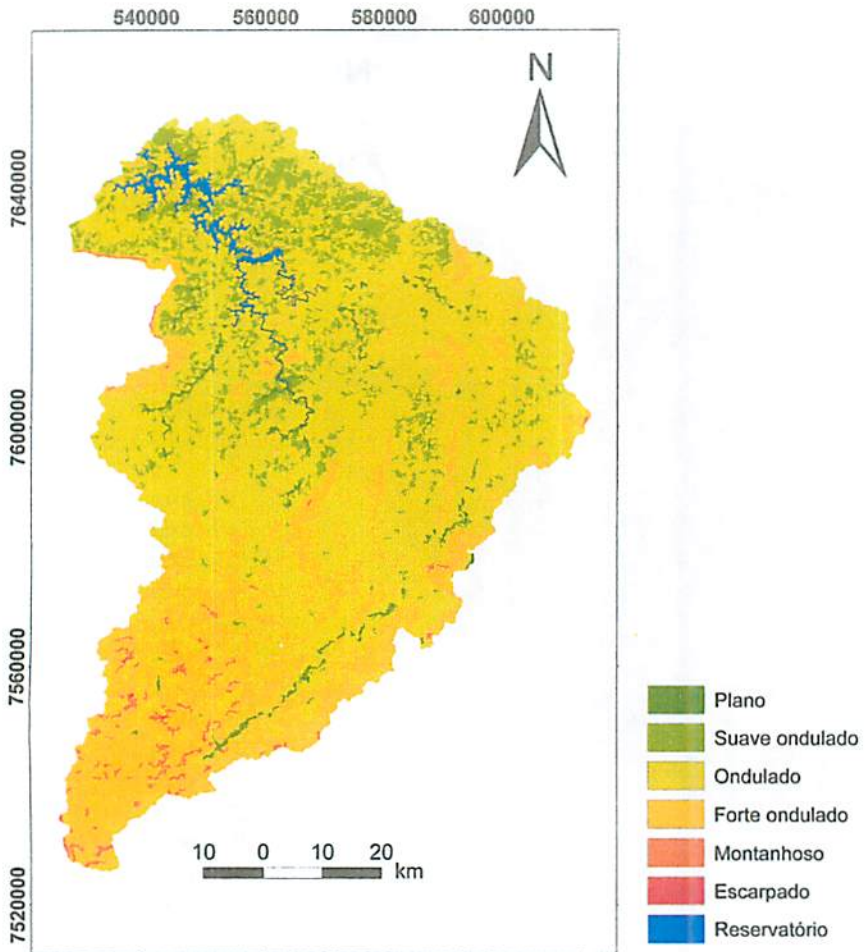 540000 560000 580000 600000
N
7640000
7600000
7560000
7520000
10 0 10 20
km
Plano
Suave ondulado
Ondulado
Forte ondulado
Montanhoso
Escarpado
Reservatório